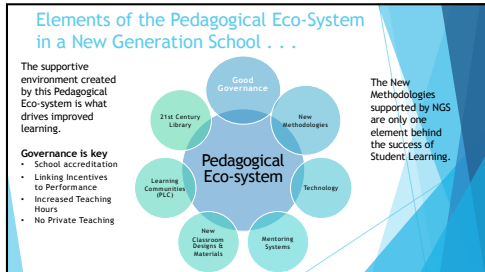 Elements of the Pedagogical Eco-System
in a New Generation School . . .
The supportive
environment created
by this Pedagogical
Eco-system is what
drives improved
learning.
Governance is key
• School accreditation
• Linking Incentives
to Performance
• Increased Teaching
Hours
• No Private Teaching
Good
Governance
New
Methodologies
Technology
Mentoring
Systems
New
Classroom
Designs &
Materials
Learning
Communities
(PLC)
21st Century
Library
Pedagogical
Eco-system
The New
Methodologies
supported by NGS
are only one
element behind
the success of
Student Learning.